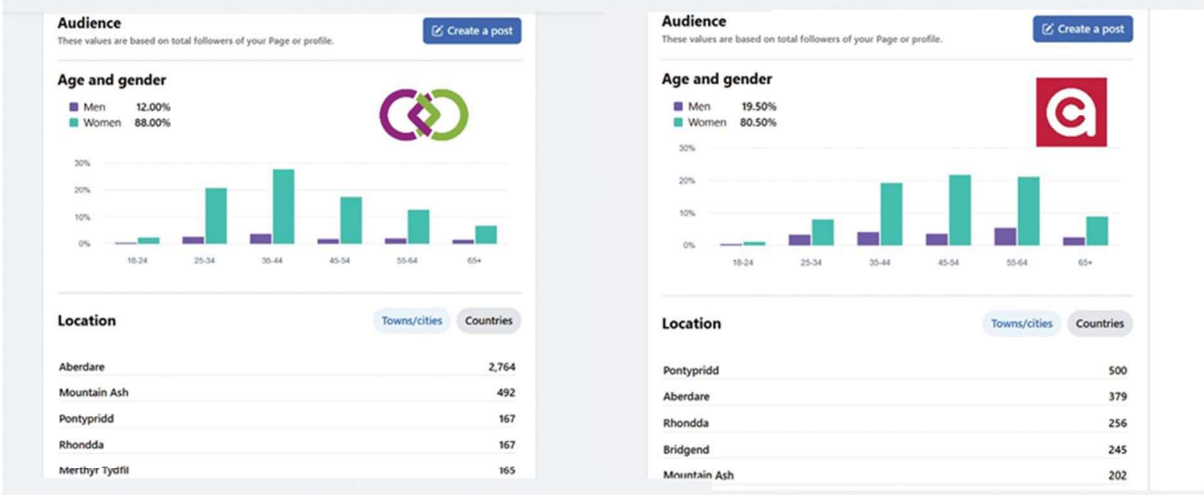 Audience
Create a post
These values are based on total followers of your Page or profile.
Age and gender
Men 12.00%
Women 88.00%
30%
20%
10%
0%
18-24 25-34 35-44 45-54 55-64 65+
Location
Towns/cities Countries
Aberdare 2,764
Mountain Ash 492
Pontypridd 167
Rhondda 167
Merthyr Tydfil 165
Audience
Create a post
These values are based on total followers of your Page or profile.
Age and gender
Men 19.50%
Women 80.50%
30%
20%
10%
0%
18-24 25-34 35-44 45-54 55-64 65+
Location
Towns/cities Countries
Pontypridd 500
Aberdare 379
Rhondda 256
Bridgend 245
Mountain Ash 202